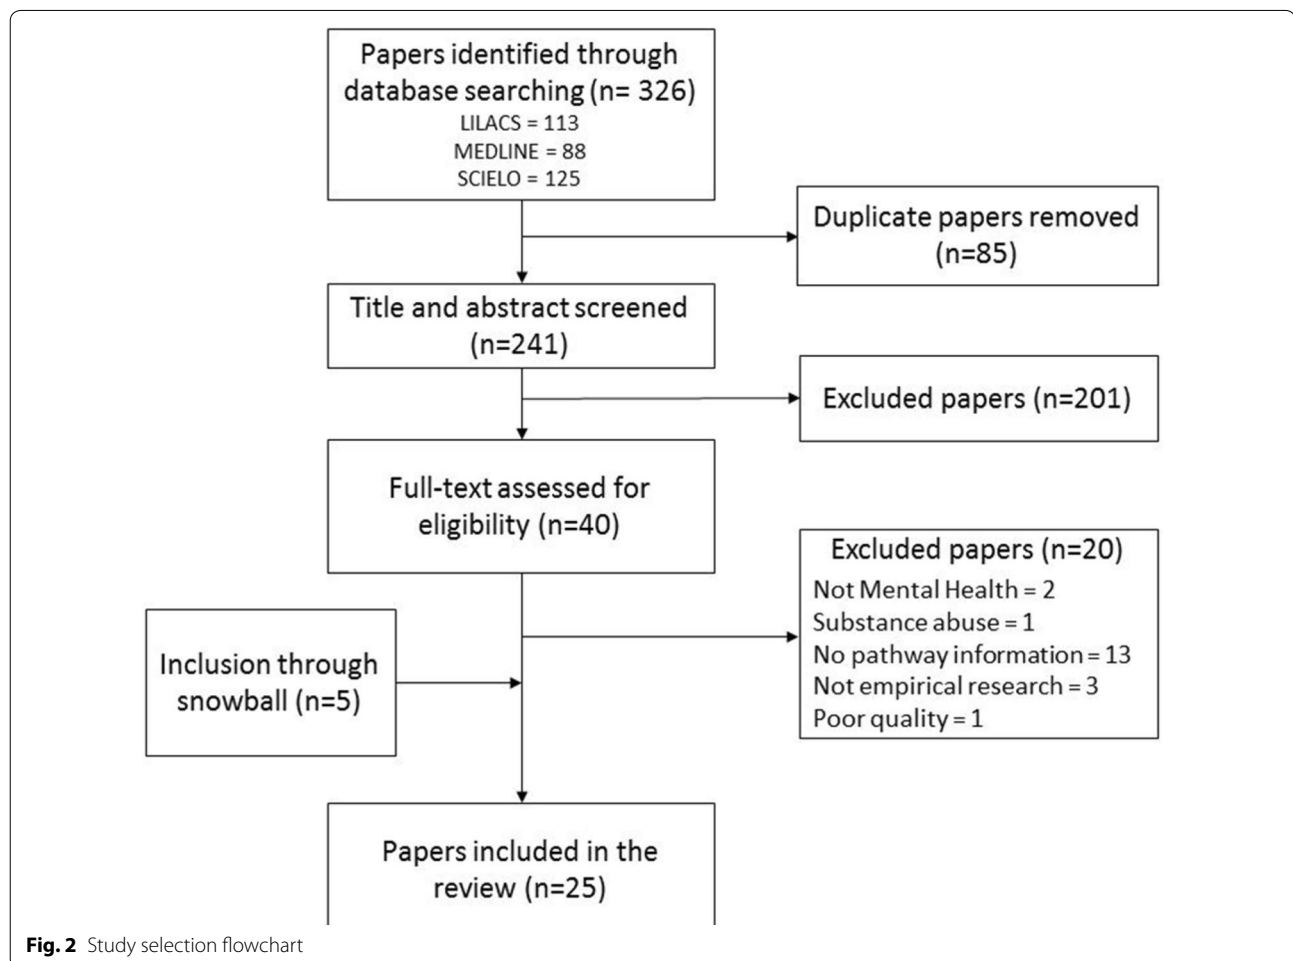 Papers identified through
database searching (n= 326)
LILACS = 113
MEDLINE = 88
SCIELO = 125
Duplicate papers removed
(n=85)
Title and abstract screened
(n=241)
Excluded papers (n=201)
Full-text assessed for
eligibility (n=40)
Excluded papers (n=20)
Not Mental Health = 2
Substance abuse = 1
No pathway information = 13
Not empirical research = 3
Poor quality = 1
Inclusion through
snowball (n=5)
Papers included in the
review (n=25)
Fig. 2 Study selection flowchart